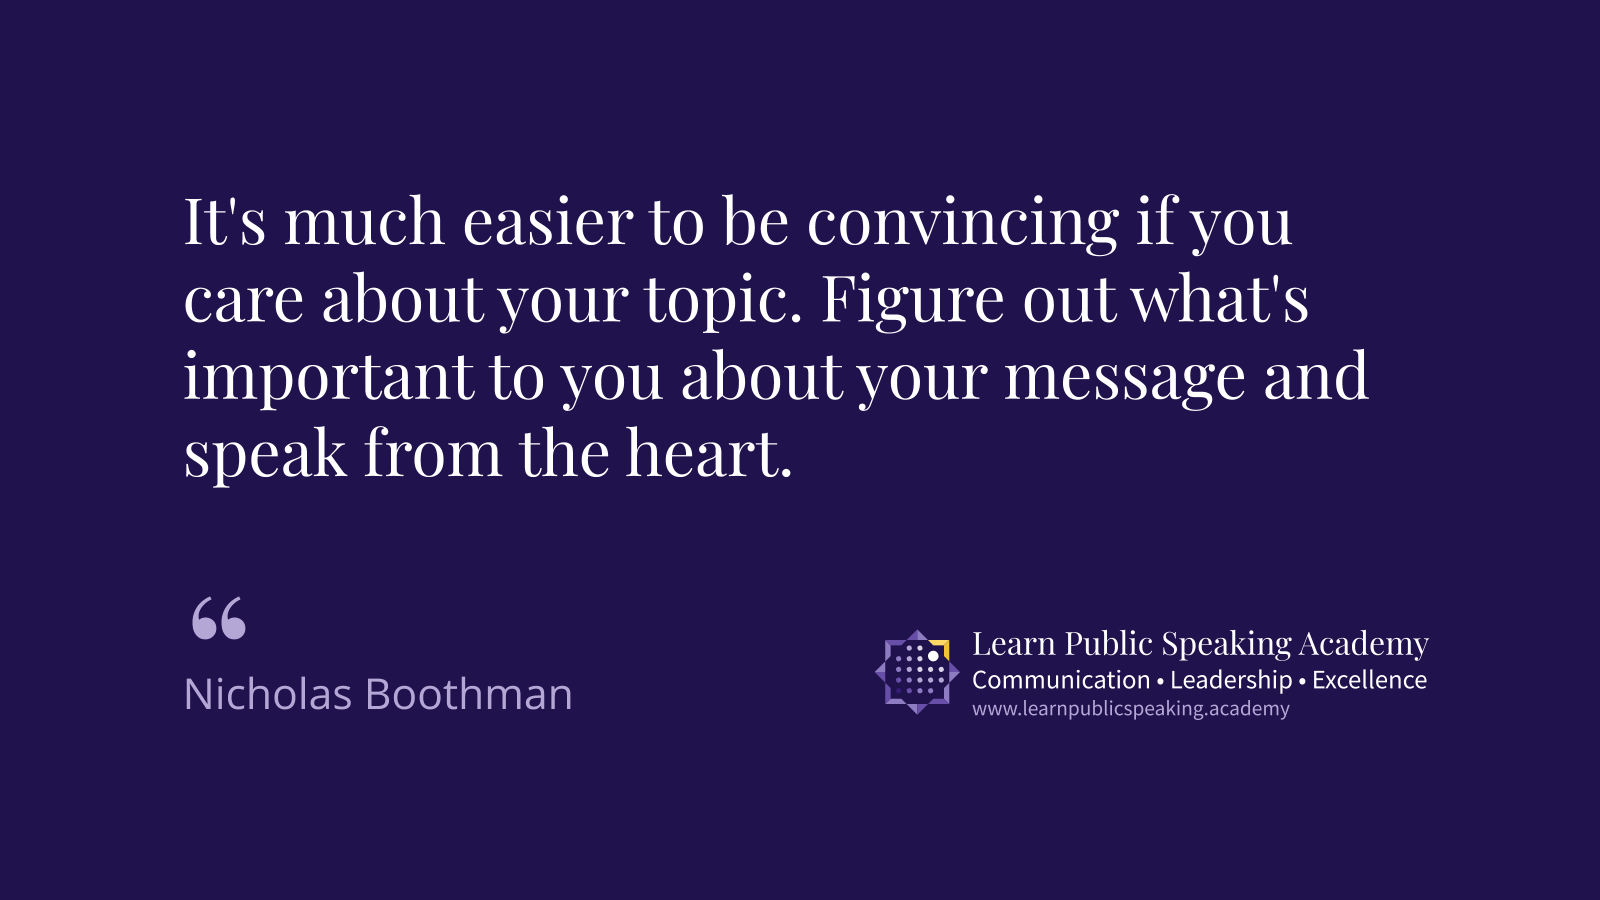 It's much easier to be convincing if you
care about your topic. Figure out what's
important to you about your message and
speak from the heart.
“
Nicholas Boothman
Learn Public Speaking Academy
Communication • Leadership • Excellence
www.learnpublicspeaking.academy